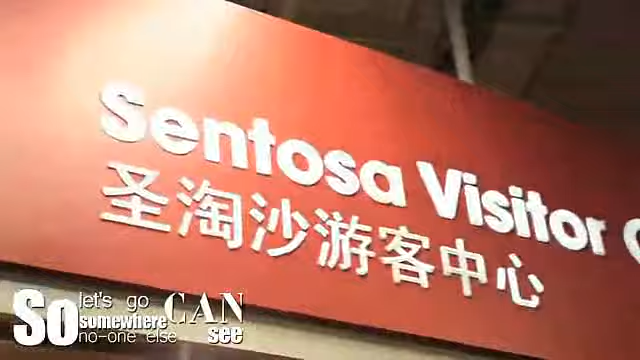 Sentosa Visitor
圣淘沙游客中心
So let's go somewhere no-one else CAN see